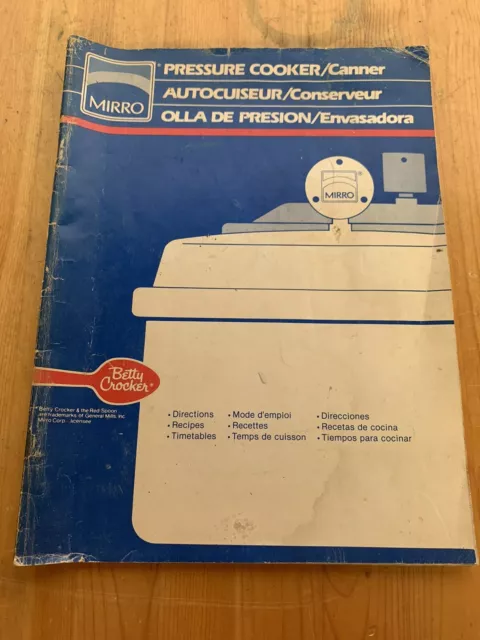 MIRRO®
PRESSURE COOKER/Canner
AUTOCUISEUR/Conserveur
OLLA DE PRESION/Envasadora
MIRRO
Betty
Crocker®
Betty Crocker & the Red Spoon
are trademarks of General Mills, Inc.
Mirro Corp. licensee
• Directions
• Recipes
• Timetables
• Mode d'emploi
• Recettes
• Temps de cuisson
• Direcciones
• Recetas de cocina
• Tiempos para cocinar